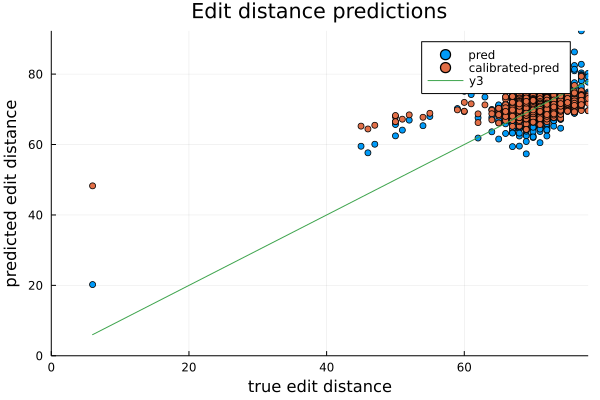 Edit distance predictions
pred
calibrated-pred
y3
predicted edit distance
80
60
40
20
0
0 20 40 60
true edit distance